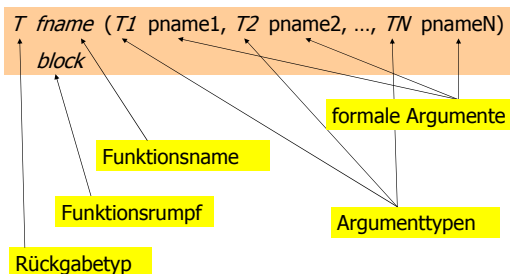 T fname (T1 pname1, T2 pname2, …, TN pnameN)
block
formale Argumente
Funktionsname
Funktionsrumpf
Argumenttypen
Rückgabetyp